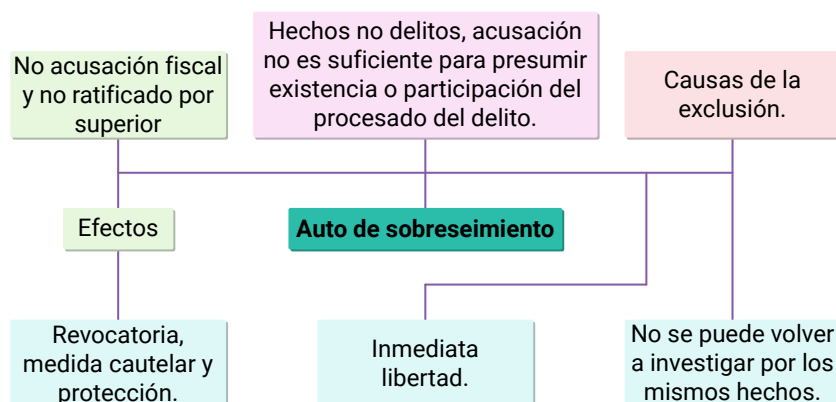 No acusación fiscal
y no ratificado por
superior
Hechos no delitos, acusación
no es suficiente para presumir
existencia o participación del
procesado del delito.
Causas de la
exclusión.
Efectos
Auto de sobreseimiento
Revocatoria,
medida cautelar y
protección.
Inmediata
libertad.
No se puede volver
a investigar por los
mismos hechos.